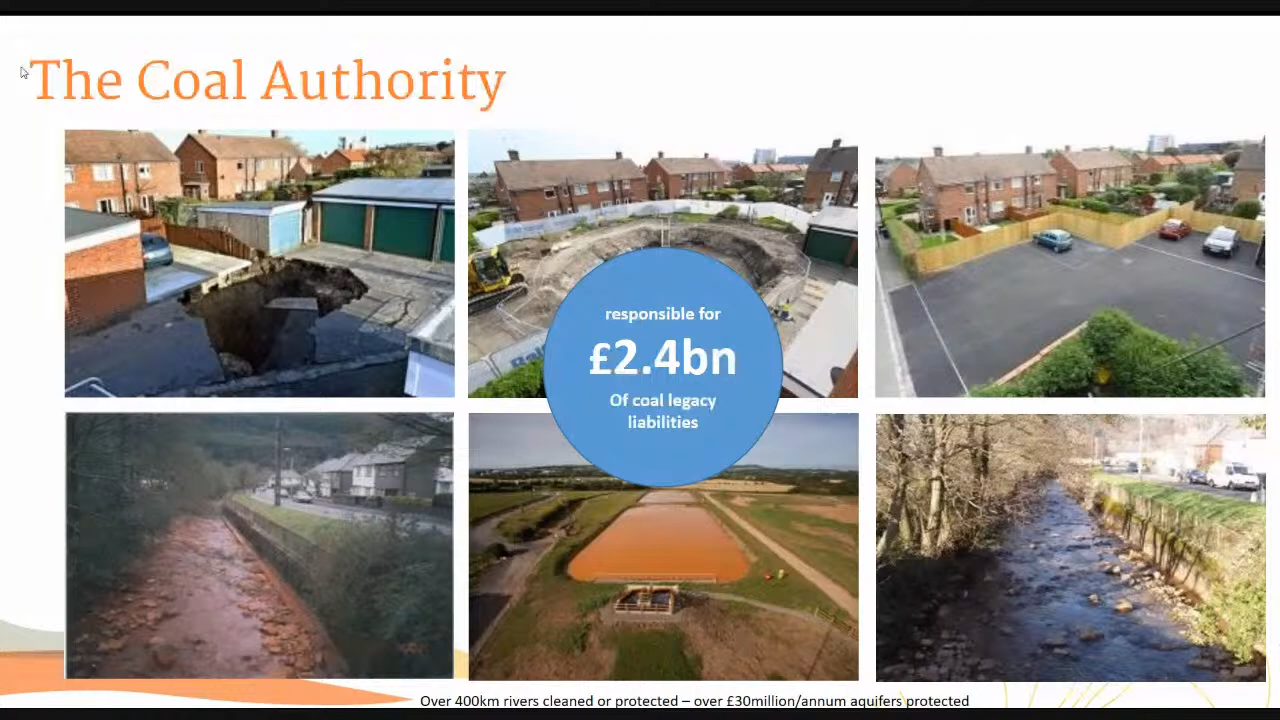 The Coal Authority
responsible for
£2.4bn
Of coal legacy
liabilities
Over 400km rivers cleaned or protected – over £30million/annum aquifers protected